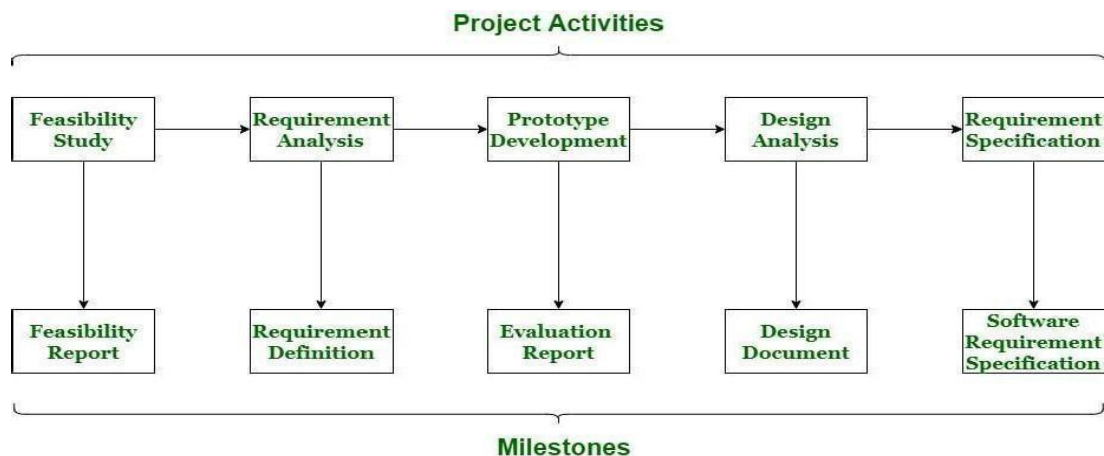 Project Activities
Feasibility
Study
Requirement
Analysis
Prototype
Development
Design
Analysis
Requirement
Specification
Feasibility
Report
Requirement
Definition
Evaluation
Report
Design
Document
Software
Requirement
Specification
Milestones